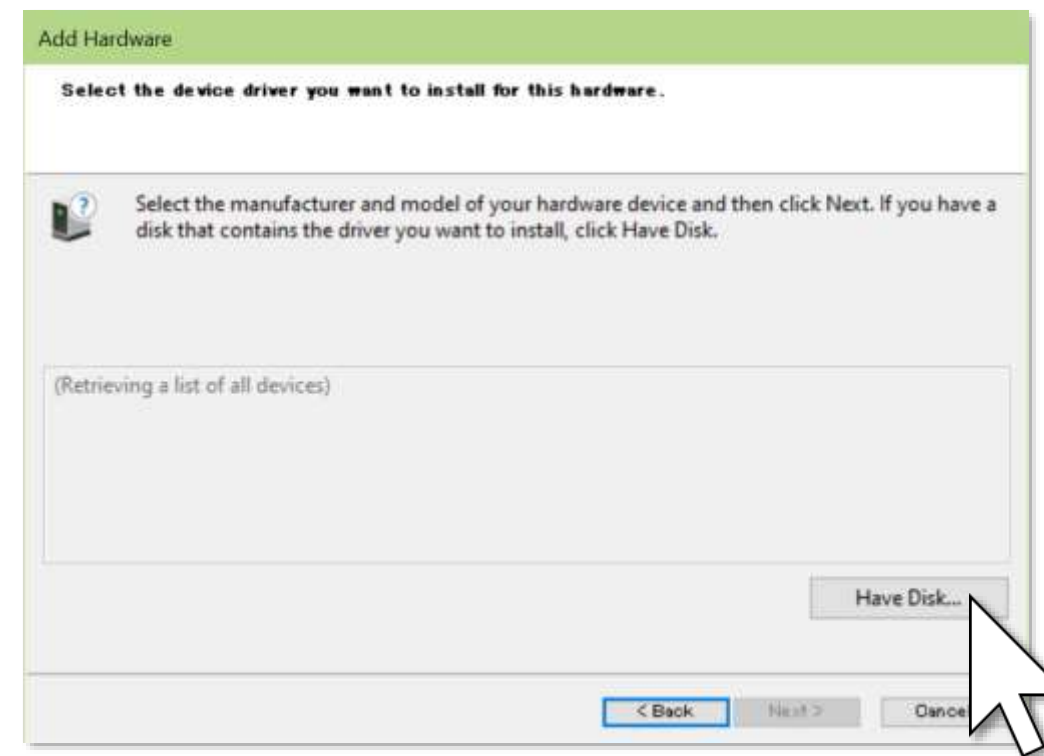 Add Hardware
Select the device driver you want to install for this hardware.
Select the manufacturer and model of your hardware device and then click Next. If you have a
disk that contains the driver you want to install, click Have Disk.
(Retrieving a list of all devices)
Have Disk...
< Back Next > Cancel